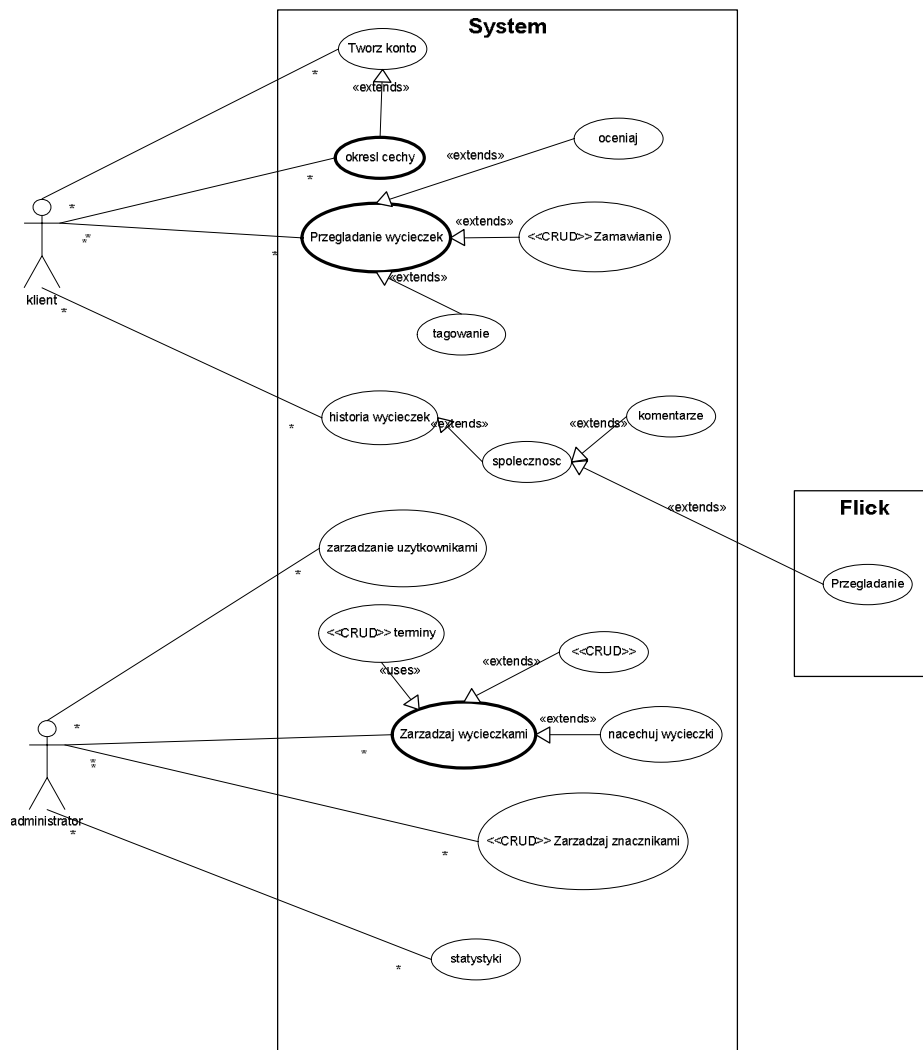 System
Tworz konto
*
«extends»
oceniaj
«extends»
okresl cechy
*
*
<<CRUD>> Zamawianie
«extends»
Przegladanie wycieczek
*
*
*
«extends»
klient
*
tagowanie
historia wycieczek
«extends»
*
komentarze
«extends»
spolecznosc
Flick
«extends»
zarzadzanie uzytkownikami
*
Przegladanie
<<CRUD>> terminy
«uses»
<<CRUD>>
«extends»
*
Zarzadzaj wycieczkami
«extends»
nacechuj wycieczki
*
*
*
administrator
*
<<CRUD>> Zarzadzaj znacznikami
*
statystyki
*